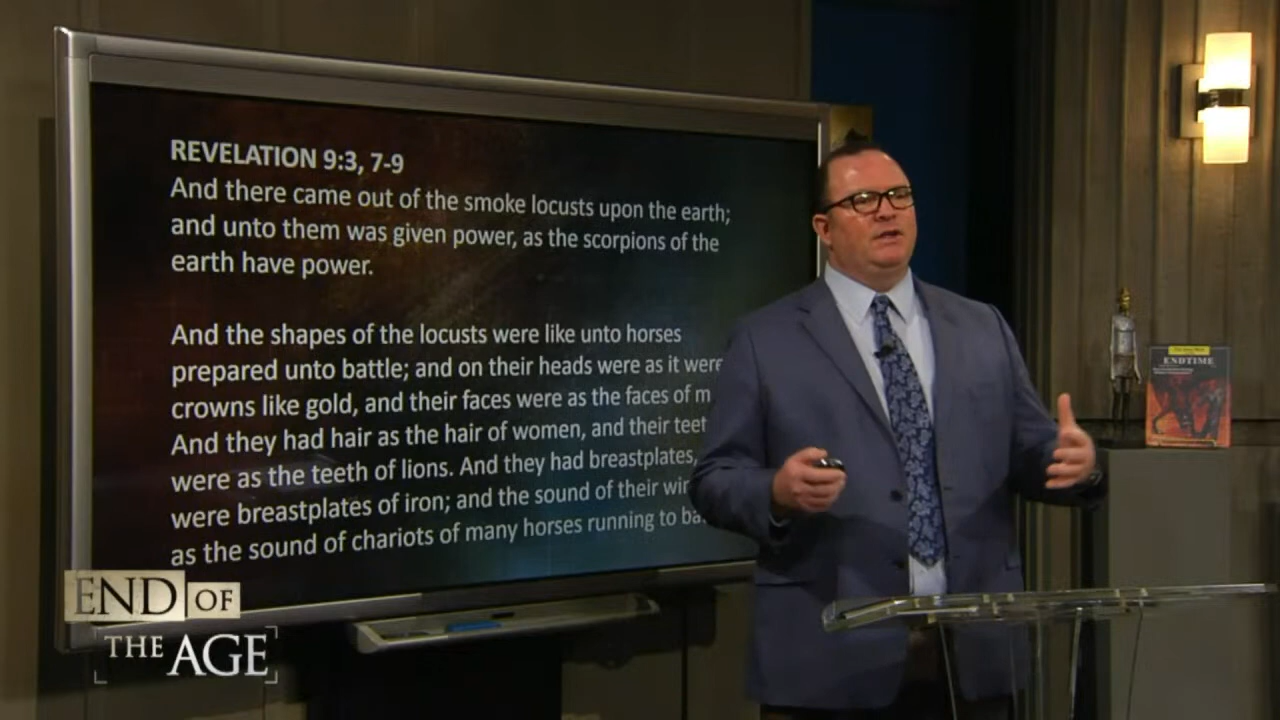 REVELATION 9:3, 7-9
And there came out of the smoke locusts upon the earth;
and unto them was given power, as the scorpions of the
earth have power.
And the shapes of the locusts were like unto horses
prepared unto battle; and on their heads were as it were
crowns like gold, and their faces were as the faces of
And they had hair as the hair of women, and their
were as the teeth of lions. And they had breastplates,
were breastplates of iron; and the sound of their
as the sound of chariots of many horses running to
END OF
THE AGE
ENDTIME